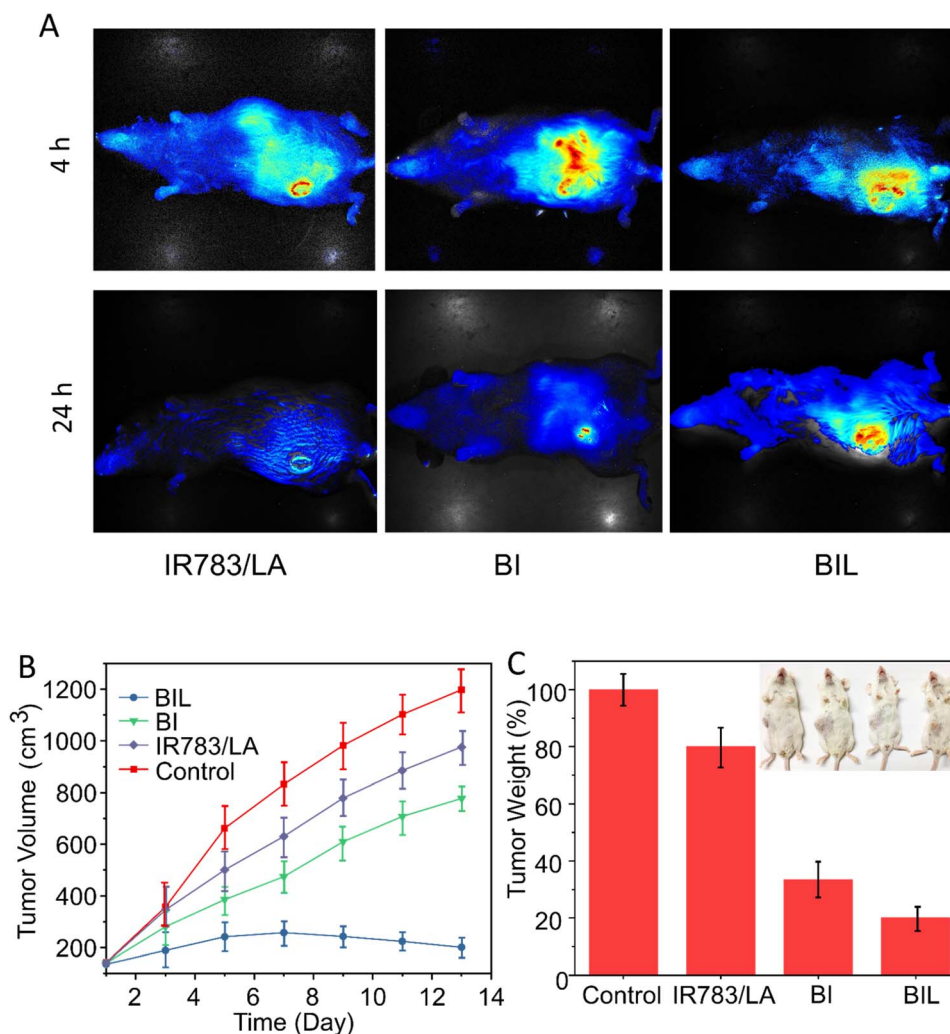 A
4 h
24 h
IR783/LA BI BIL
B
Tumor Volume (cm3)
1200
1000
800
600
400
200
BIL
BI
IR783/LA
Control
2 4 6 8 10 12 14
Time (Day)
C
Tumor Weight (%)
100
80
60
40
20
0
Control IR783/LA BI BIL